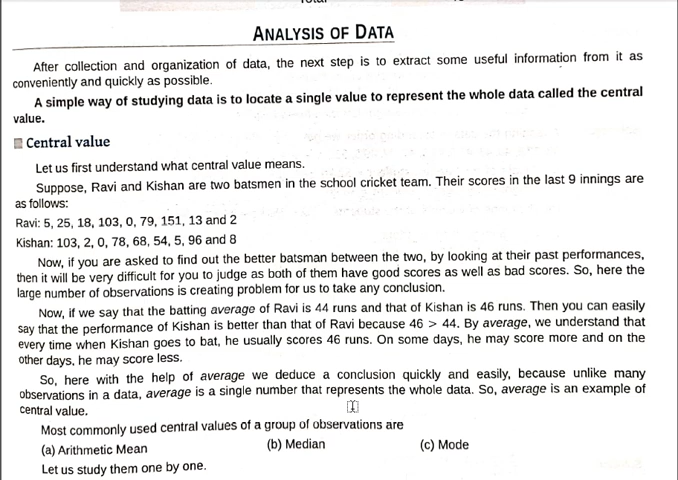 ANALYSIS OF DATA
After collection and organization of data, the next step is to extract some useful information from it as
conveniently and quickly as possible.
A simple way of studying data is to locate a single value to represent the whole data called the central
value.
Central value
Let us first understand what central value means.
Suppose, Ravi and Kishan are two batsmen in the school cricket team. Their scores in the last 9 innings are
as follows:
Ravi: 5, 25, 18, 103, 0, 79, 151, 13 and 2
Kishan: 103, 2, 0, 78, 68, 54, 5, 96 and 8
Now, if you are asked to find out the better batsman between the two, by looking at their past performances,
then it will be very difficult for you to judge as both of them have good scores as well as bad scores. So, here the
large number of observations is creating problem for us to take any conclusion.
Now, if we say that the batting average of Ravi is 44 runs and that of Kishan is 46 runs. Then you can easily
say that the performance of Kishan is better than that of Ravi because 46 > 44. By average, we understand that
every time when Kishan goes to bat, he usually scores 46 runs. On some days, he may score more and on the
other days, he may score less.
So, here with the help of average we deduce a conclusion quickly and easily, because unlike many
observations in a data, average is a single number that represents the whole data. So, average is an example of
central value.
Most commonly used central values of a group of observations are
(a) Arithmetic Mean (b) Median (c) Mode
Let us study them one by one.